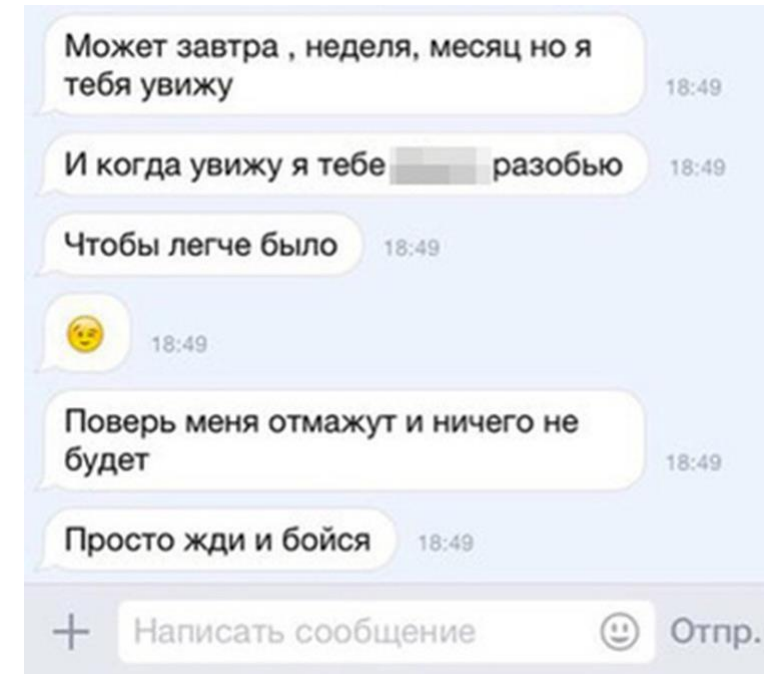 Может завтра , неделя, месяц но я
тебя увижу
18:49
И когда увижу я тебе разобью
18:49
Чтобы легче было
18:49
18:49
Поверь меня отмажут и ничего не
будет
18:49
Просто жди и бойся
18:49
Написать сообщение
Отпр.